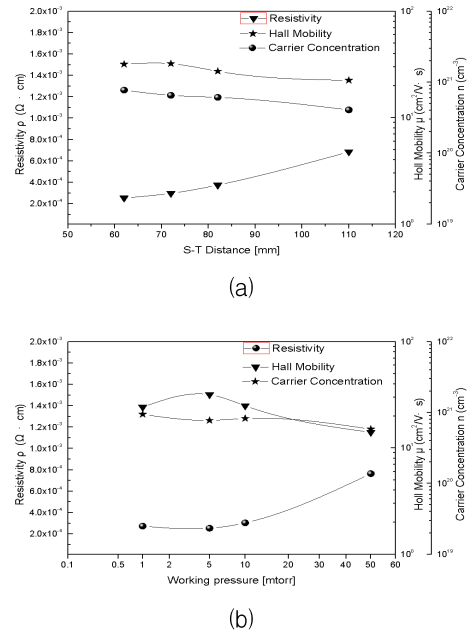 Resistivity
Hall Mobility
Carrier Concentration
Resistivity ρ (Ω · cm)
2.0x10⁻³
1.8x10⁻³
1.6x10⁻³
1.4x10⁻³
1.2x10⁻³
1.0x10⁻³
8.0x10⁻⁴
6.0x10⁻⁴
4.0x10⁻⁴
2.0x10⁻⁴
50 60 70 80 90 100 110 120
S-T Distance [mm]
Holl Mobility μ (cm²/V· s)
10²
10¹
10⁰
Carrier Concentration n (cm⁻³)
10²²
10²¹
10²⁰
10¹⁹
(a)
Resistivity
Hall Mobility
Carrier Concentration
Resistivity ρ (Ω · cm)
2.0x10⁻³
1.8x10⁻³
1.6x10⁻³
1.4x10⁻³
1.2x10⁻³
1.0x10⁻³
8.0x10⁻⁴
6.0x10⁻⁴
4.0x10⁻⁴
2.0x10⁻⁴
0.1 0.5 1 2 5 10 20 30 40 50 60
Working pressure [mtorr]
Holl Mobility μ (cm²/V· s)
10²
10¹
10⁰
Carrier Concentration n (cm⁻³)
10²²
10²¹
10²⁰
10¹⁹
(b)